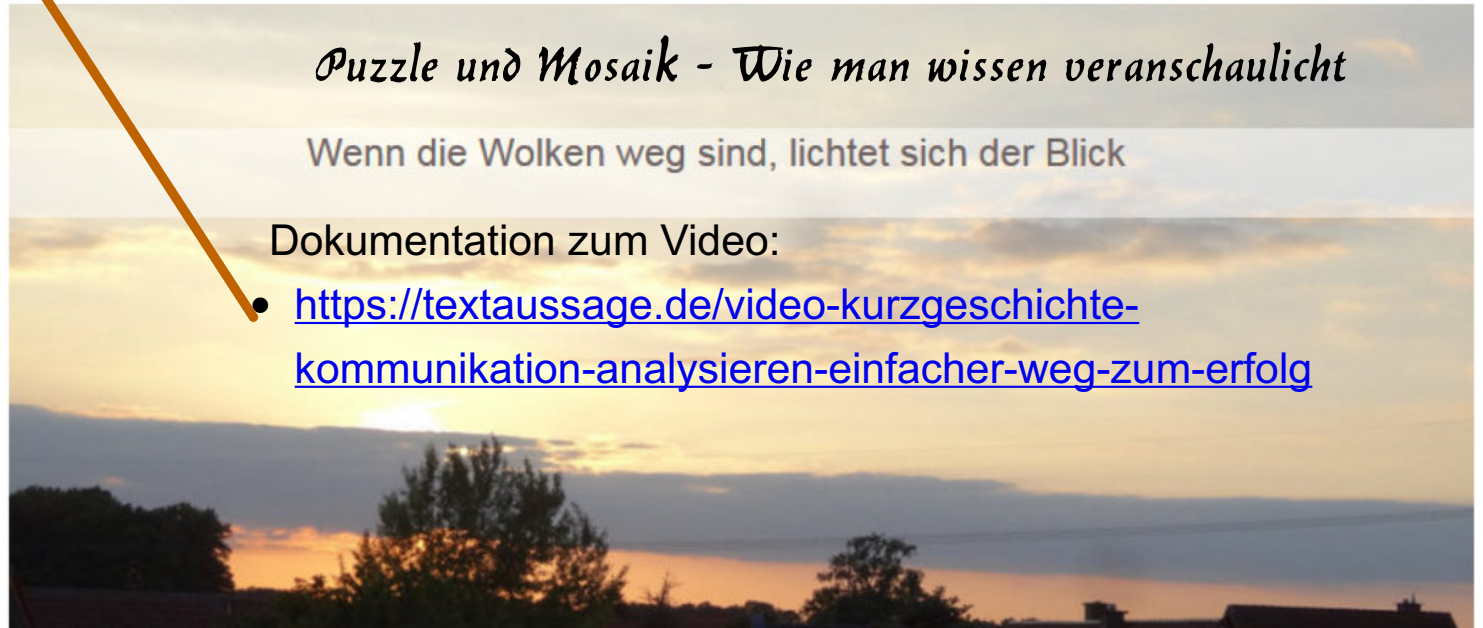 Puzzle und Mosaik - Wie man wissen veranschaulicht
Wenn die Wolken weg sind, lichtet sich der Blick
Dokumentation zum Video:
• https://textaussage.de/video-kurzgeschichte-
kommunikation-analysieren-einfacher-weg-zum-erfolg